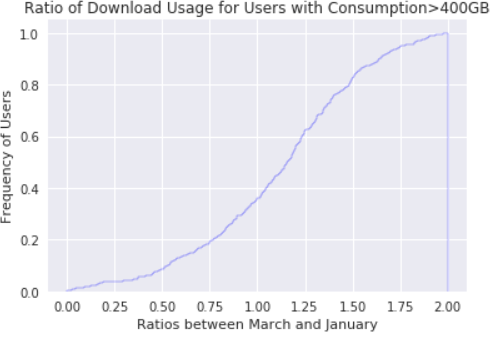 Ratio of Download Usage for Users with Consumption>400GB
1.0
0.8
0.6
0.4
0.2
0.0
Frequency of Users
0.00 0.25 0.50 0.75 1.00 1.25 1.50 1.75 2.00
Ratios between March and January